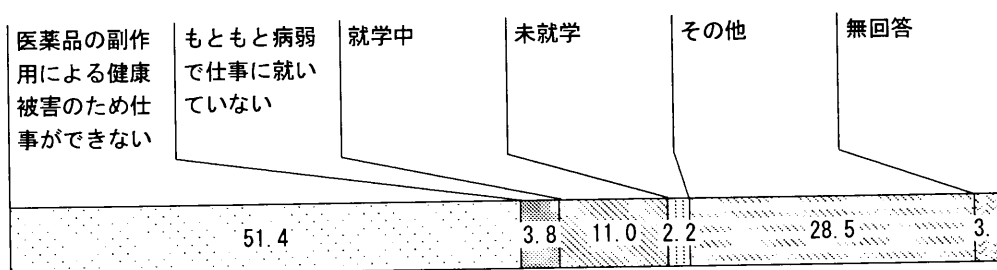 医薬品の副作
用による健康
被害のため仕
事ができない
もともと病弱
で仕事に就い
ていない
就学中
未就学
その他
無回答
51.4
3.8
11.0
2.2
28.5
3.